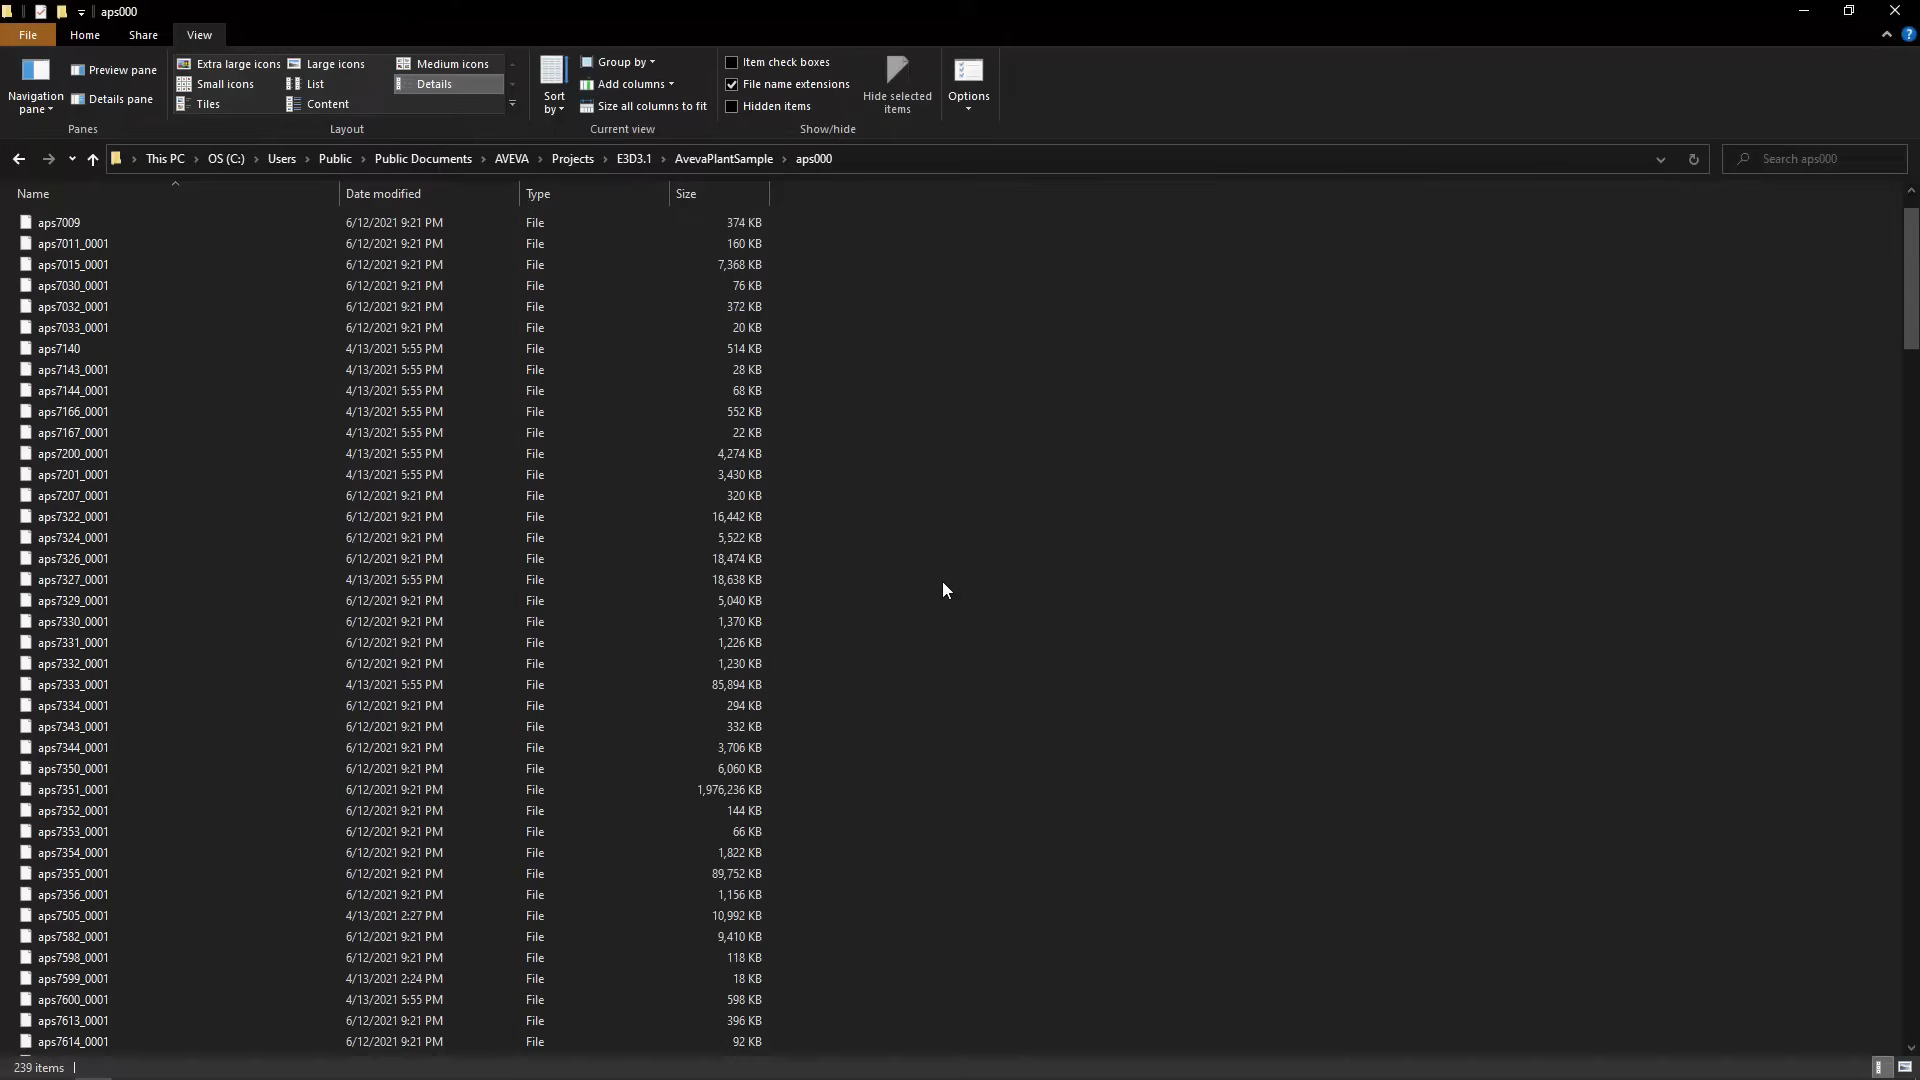 aps000
File Home Share View
Navigation pane
Preview pane
Details pane
Panes
Extra large icons Large icons Medium icons
Small icons List Details
Tiles Content
Layout
Sort by
Group by
Add columns
Size all columns to fit
Current view
Item check boxes
File name extensions
Hidden items
Show/hide
Hide selected items
Options
This PC > OS (C:) > Users > Public > Public Documents > AVEVA > Projects > E3D3.1 > AvevaPlantSample > aps000
Search aps000
Name Date modified Type Size
aps7009 6/12/2021 9:21 PM File 374 KB
aps7011_0001 6/12/2021 9:21 PM File 160 KB
aps7015_0001 6/12/2021 9:21 PM File 7,368 KB
aps7030_0001 6/12/2021 9:21 PM File 76 KB
aps7032_0001 6/12/2021 9:21 PM File 372 KB
aps7033_0001 6/12/2021 9:21 PM File 20 KB
aps7140 4/13/2021 5:55 PM File 514 KB
aps7143_0001 4/13/2021 5:55 PM File 28 KB
aps7144_0001 4/13/2021 5:55 PM File 68 KB
aps7166_0001 4/13/2021 5:55 PM File 552 KB
aps7167_0001 4/13/2021 5:55 PM File 22 KB
aps7200_0001 4/13/2021 5:55 PM File 4,274 KB
aps7201_0001 4/13/2021 5:55 PM File 3,430 KB
aps7207_0001 6/12/2021 9:21 PM File 320 KB
aps7322_0001 6/12/2021 9:21 PM File 16,442 KB
aps7324_0001 6/12/2021 9:21 PM File 5,522 KB
aps7326_0001 6/12/2021 9:21 PM File 18,474 KB
aps7327_0001 4/13/2021 5:55 PM File 18,638 KB
aps7329_0001 6/12/2021 9:21 PM File 5,040 KB
aps7330_0001 6/12/2021 9:21 PM File 1,370 KB
aps7331_0001 6/12/2021 9:21 PM File 1,226 KB
aps7332_0001 6/12/2021 9:21 PM File 1,230 KB
aps7333_0001 4/13/2021 5:55 PM File 85,894 KB
aps7334_0001 6/12/2021 9:21 PM File 294 KB
aps7343_0001 6/12/2021 9:21 PM File 332 KB
aps7344_0001 6/12/2021 9:21 PM File 3,706 KB
aps7350_0001 6/12/2021 9:21 PM File 6,060 KB
aps7351_0001 6/12/2021 9:21 PM File 1,976,236 KB
aps7352_0001 6/12/2021 9:21 PM File 144 KB
aps7353_0001 6/12/2021 9:21 PM File 66 KB
aps7354_0001 6/12/2021 9:21 PM File 1,822 KB
aps7355_0001 6/12/2021 9:21 PM File 89,752 KB
aps7356_0001 6/12/2021 9:21 PM File 1,156 KB
aps7505_0001 4/13/2021 2:27 PM File 10,992 KB
aps7582_0001 6/12/2021 9:21 PM File 9,410 KB
aps7598_0001 6/12/2021 9:21 PM File 118 KB
aps7599_0001 4/13/2021 2:24 PM File 18 KB
aps7600_0001 4/13/2021 5:55 PM File 598 KB
aps7613_0001 6/12/2021 9:21 PM File 396 KB
aps7614_0001 6/12/2021 9:21 PM File 92 KB
239 items